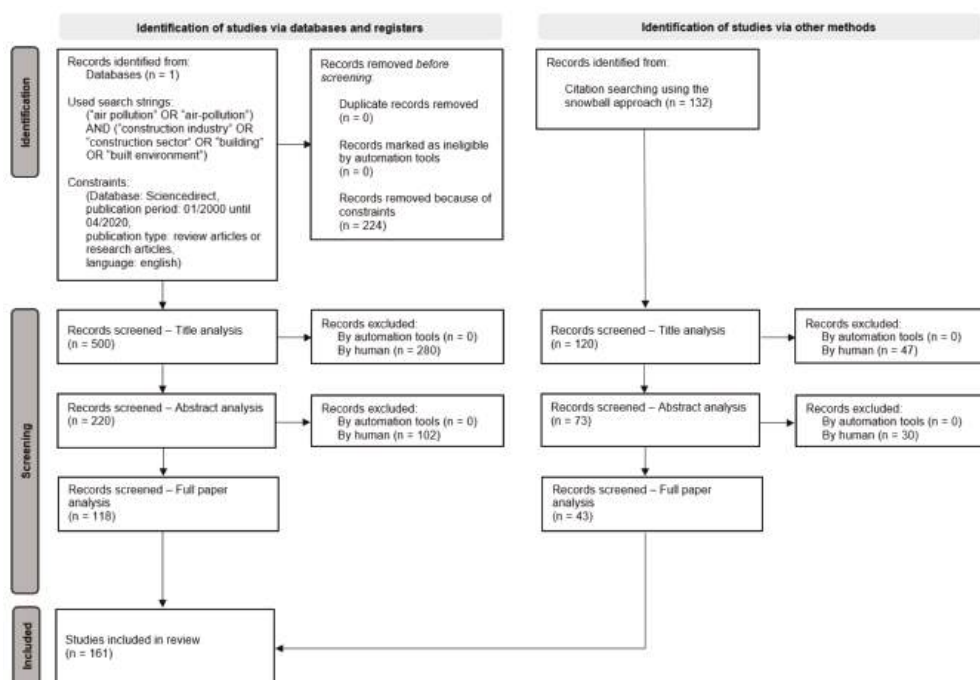 Identification of studies via databases and registers
Identification of studies via other methods
Identification
Records identified from:
Databases (n = 1)
Used search strings:
("air pollution" OR "air-pollution")
AND ("construction industry" OR
"construction sector" OR "building"
OR "built environment")
Constraints:
(Database: Sciencedirect,
publication period: 01/2000 until
04/2020,
publication type: review articles or
research articles,
language: english)
Records removed before
screening:
Duplicate records removed
(n = 0)
Records marked as ineligible
by automation tools
(n = 0)
Records removed because of
constraints
(n = 224)
Records identified from:
Citation searching using the
snowball approach (n = 132)
Screening
Records screened – Title analysis
(n = 500)
Records excluded:
By automation tools (n = 0)
By human (n = 280)
Records screened – Title analysis
(n = 120)
Records excluded:
By automation tools (n = 0)
By human (n = 47)
Records screened – Abstract analysis
(n = 220)
Records excluded:
By automation tools (n = 0)
By human (n = 102)
Records screened – Abstract analysis
(n = 73)
Records excluded:
By automation tools (n = 0)
By human (n = 30)
Records screened – Full paper
analysis
(n = 118)
Records screened – Full paper
analysis
(n = 43)
Included
Studies included in review
(n = 161)